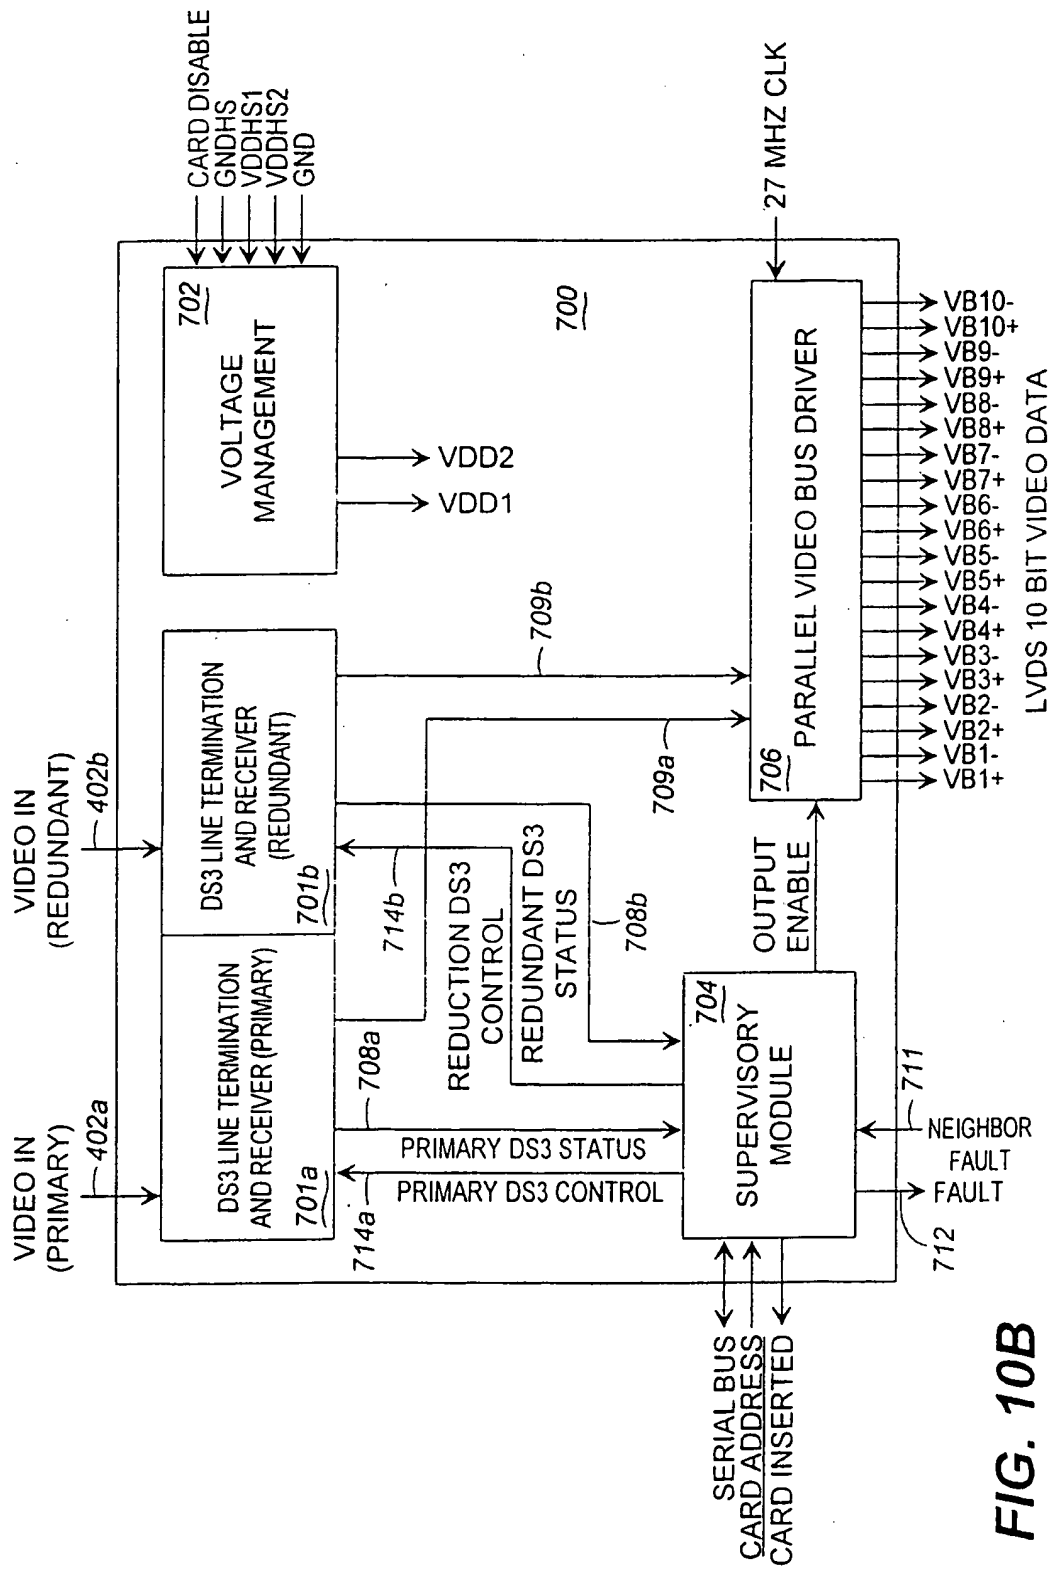 VIDEO IN
(PRIMARY)
402a
VIDEO IN
(REDUNDANT)
402b
DS3 LINE TERMINATION
AND RECEIVER (PRIMARY)
701a
DS3 LINE TERMINATION
AND RECEIVER
(REDUNDANT)
701b
VOLTAGE
MANAGEMENT
702
CARD DISABLE
GNDHS
VDDHS1
VDDHS2
GND
VDD1
VDD2
700
714a
PRIMARY DS3 CONTROL
PRIMARY DS3 STATUS
708a
714b
REDUCTION DS3
CONTROL
REDUNDANT DS3
STATUS
708b
709a
709b
SERIAL BUS
CARD ADDRESS
CARD INSERTED
SUPERVISORY
MODULE
704
OUTPUT
ENABLE
706
PARALLEL VIDEO BUS DRIVER
27 MHZ CLK
712
FAULT
711
NEIGHBOR
FAULT
VB1+
VB1-
VB2+
VB2-
VB3+
VB3-
VB4+
VB4-
VB5+
VB5-
VB6+
VB6-
VB7+
VB7-
VB8+
VB8-
VB9+
VB9-
VB10+
VB10-
LVDS 10 BIT VIDEO DATA
FIG. 10B